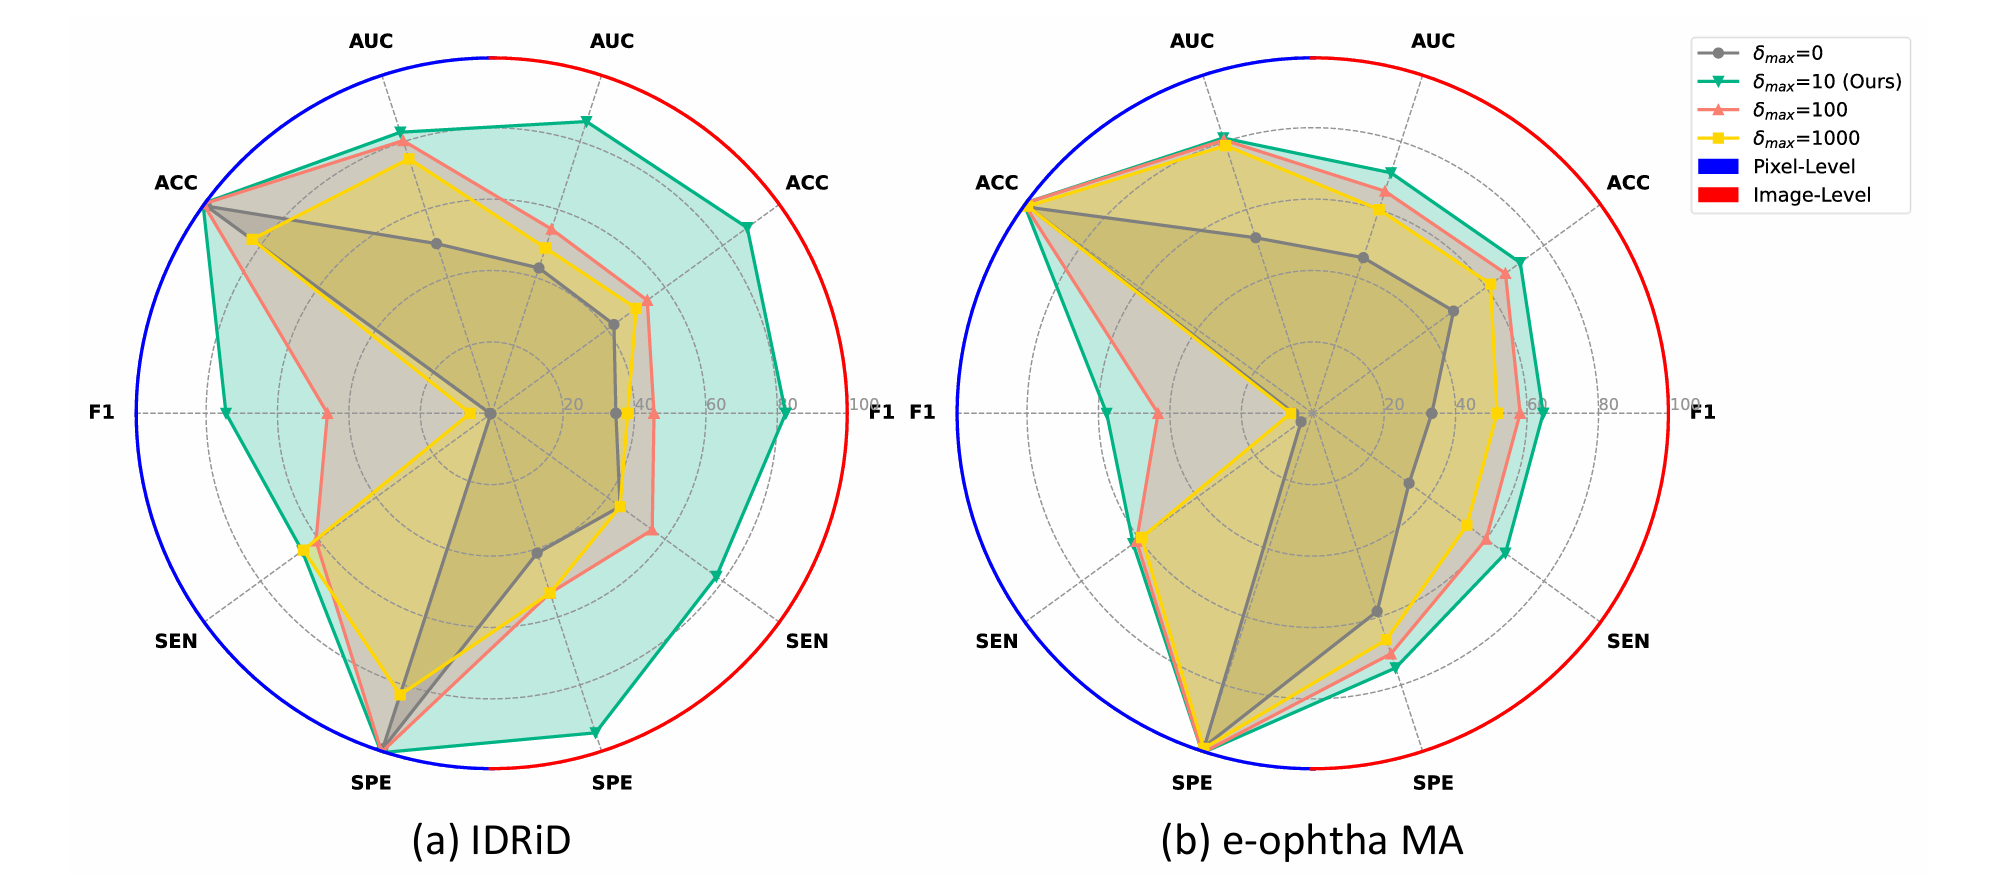 AUC AUC
ACC ACC
F1 20 40 60 80 100 F1
SEN SEN
SPE SPE
(a) IDRiD
AUC AUC
ACC ACC
F1 20 40 60 80 100 F1
SEN SEN
SPE SPE
(b) e-ophtha MA
δmax=0
δmax=10 (Ours)
δmax=100
δmax=1000
Pixel-Level
Image-Level